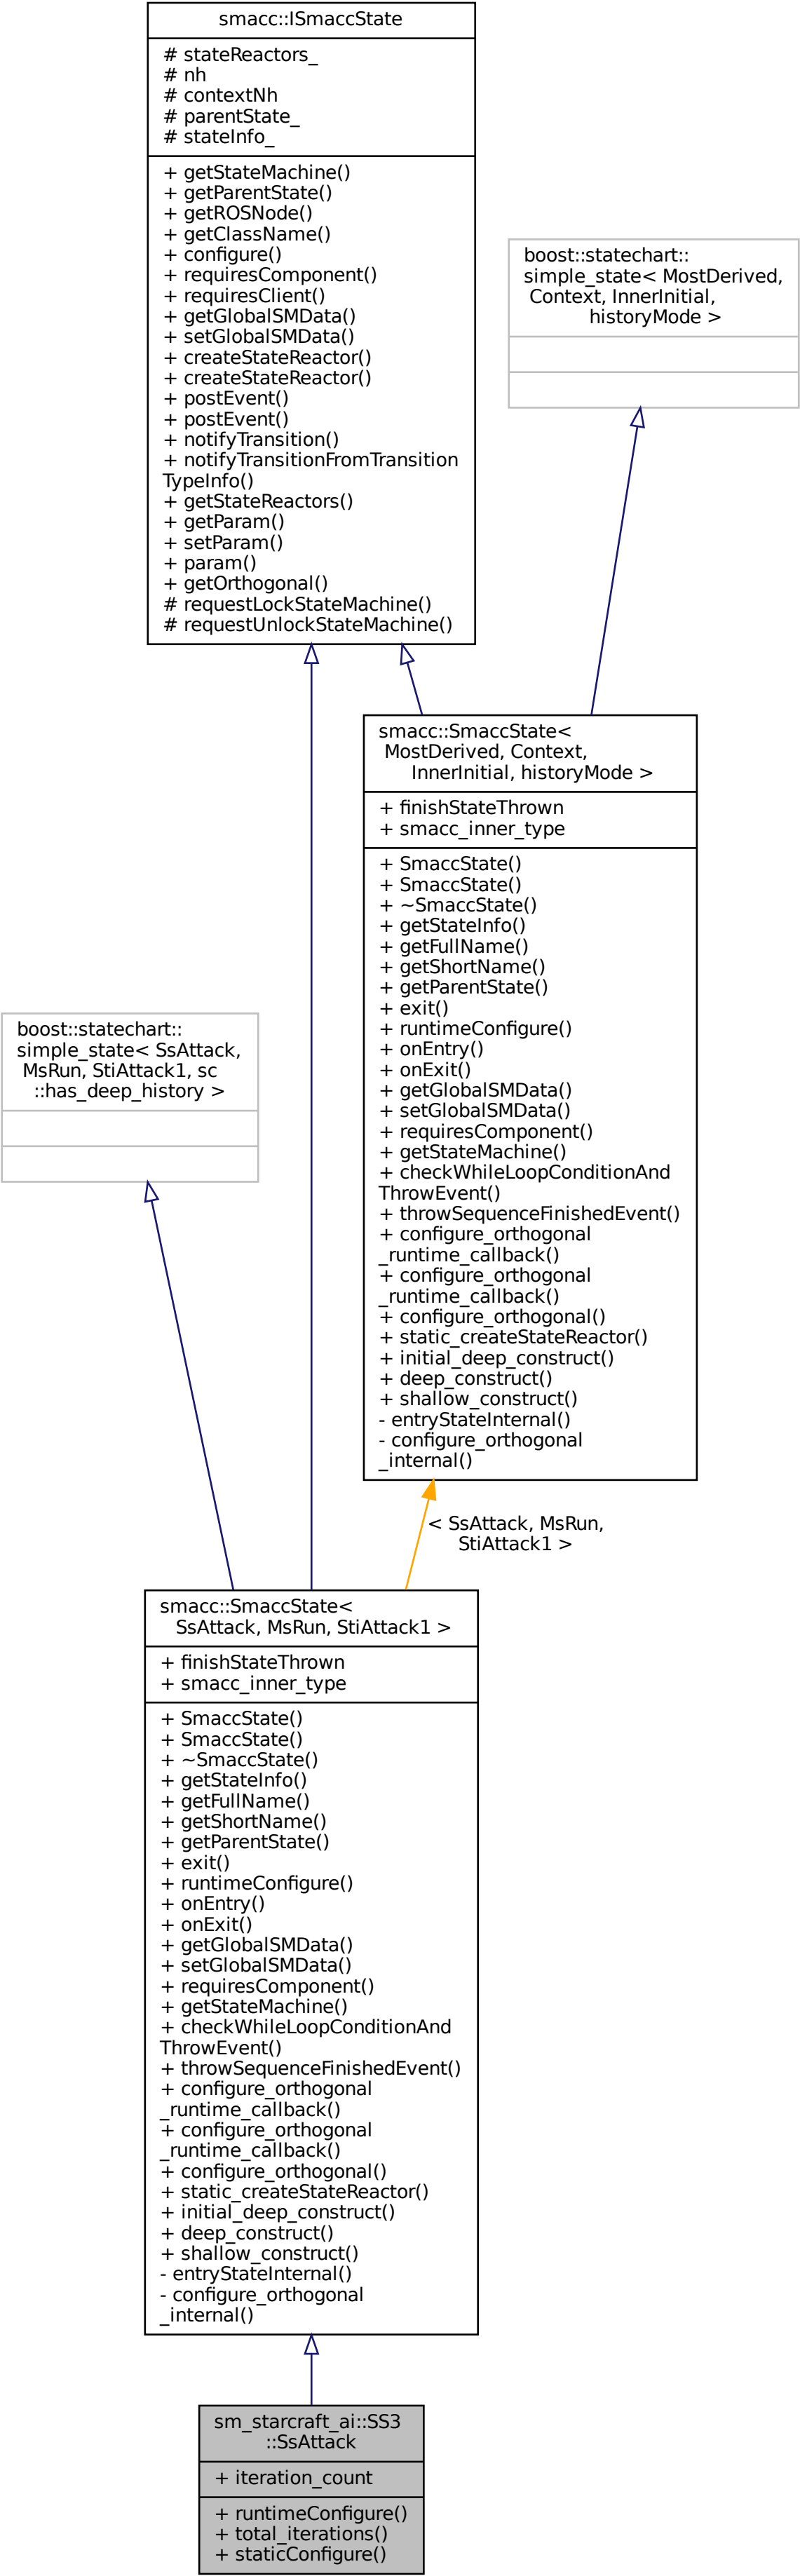 smacc::ISmaccState
# stateReactors_
# nh
# contextNh
# parentState_
# stateInfo_
+ getStateMachine()
+ getParentState()
+ getROSNode()
+ getClassName()
+ configure()
+ requiresComponent()
+ requiresClient()
+ getGlobalSMData()
+ setGlobalSMData()
+ createStateReactor()
+ createStateReactor()
+ postEvent()
+ postEvent()
+ notifyTransition()
+ notifyTransitionFromTransition
TypeInfo()
+ getStateReactors()
+ getParam()
+ setParam()
+ param()
+ getOrthogonal()
# requestLockStateMachine()
# requestUnlockStateMachine()
boost::statechart::
simple_state< MostDerived,
Context, InnerInitial,
historyMode >
smacc::SmaccState<
MostDerived, Context,
InnerInitial, historyMode >
+ finishStateThrown
+ smacc_inner_type
+ SmaccState()
+ SmaccState()
+ ~SmaccState()
+ getStateInfo()
+ getFullName()
+ getShortName()
+ getParentState()
+ exit()
+ runtimeConfigure()
+ onEntry()
+ onExit()
+ getGlobalSMData()
+ setGlobalSMData()
+ requiresComponent()
+ getStateMachine()
+ checkWhileLoopConditionAnd
ThrowEvent()
+ throwSequenceFinishedEvent()
+ configure_orthogonal
_runtime_callback()
+ configure_orthogonal
_runtime_callback()
+ configure_orthogonal()
+ static_createStateReactor()
+ initial_deep_construct()
+ deep_construct()
+ shallow_construct()
- entryStateInternal()
- configure_orthogonal
_internal()
boost::statechart::
simple_state< SsAttack,
MsRun, StiAttack1, sc
::has_deep_history >
< SsAttack, MsRun,
StiAttack1 >
smacc::SmaccState<
SsAttack, MsRun, StiAttack1 >
+ finishStateThrown
+ smacc_inner_type
+ SmaccState()
+ SmaccState()
+ ~SmaccState()
+ getStateInfo()
+ getFullName()
+ getShortName()
+ getParentState()
+ exit()
+ runtimeConfigure()
+ onEntry()
+ onExit()
+ getGlobalSMData()
+ setGlobalSMData()
+ requiresComponent()
+ getStateMachine()
+ checkWhileLoopConditionAnd
ThrowEvent()
+ throwSequenceFinishedEvent()
+ configure_orthogonal
_runtime_callback()
+ configure_orthogonal
_runtime_callback()
+ configure_orthogonal()
+ static_createStateReactor()
+ initial_deep_construct()
+ deep_construct()
+ shallow_construct()
- entryStateInternal()
- configure_orthogonal
_internal()
sm_starcraft_ai::SS3
::SsAttack
+ iteration_count
+ runtimeConfigure()
+ total_iterations()
+ staticConfigure()